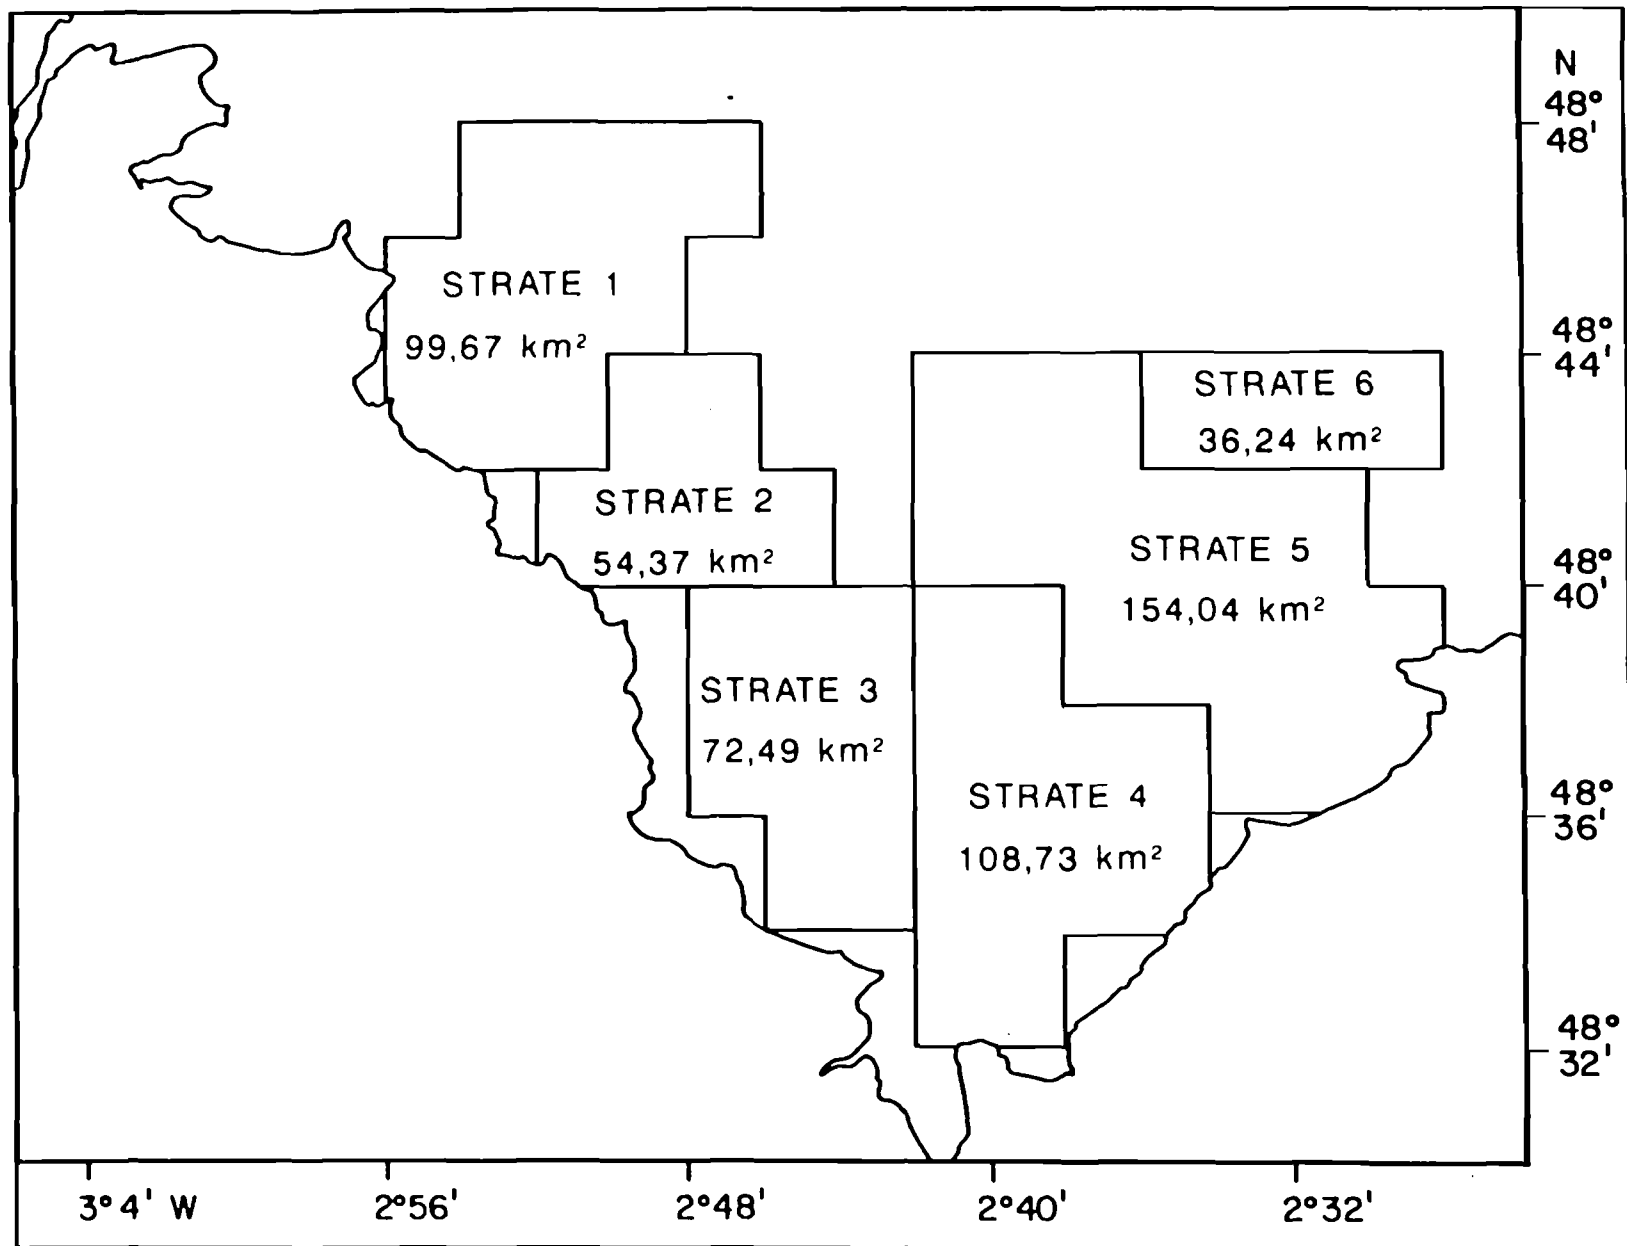 N
48°
48'
STRATE 1
99,67 km²
48°
44'
STRATE 6
36,24 km²
STRATE 2
54,37 km²
STRATE 5
154,04 km²
48°
40'
STRATE 3
72,49 km²
STRATE 4
108,73 km²
48°
36'
48°
32'
3°4' W 2°56' 2°48' 2°40' 2°32'